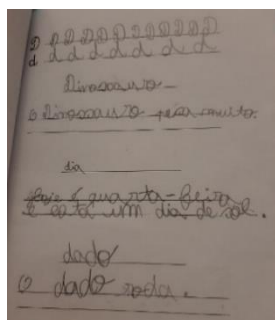 D D D D D D D D D D
d d d d d d d d d d
Dinossauro
O Dinossauro pesa muito.
dia
Hoje é quarta-feira
e está um dia de sol.
dado
O dado roda.